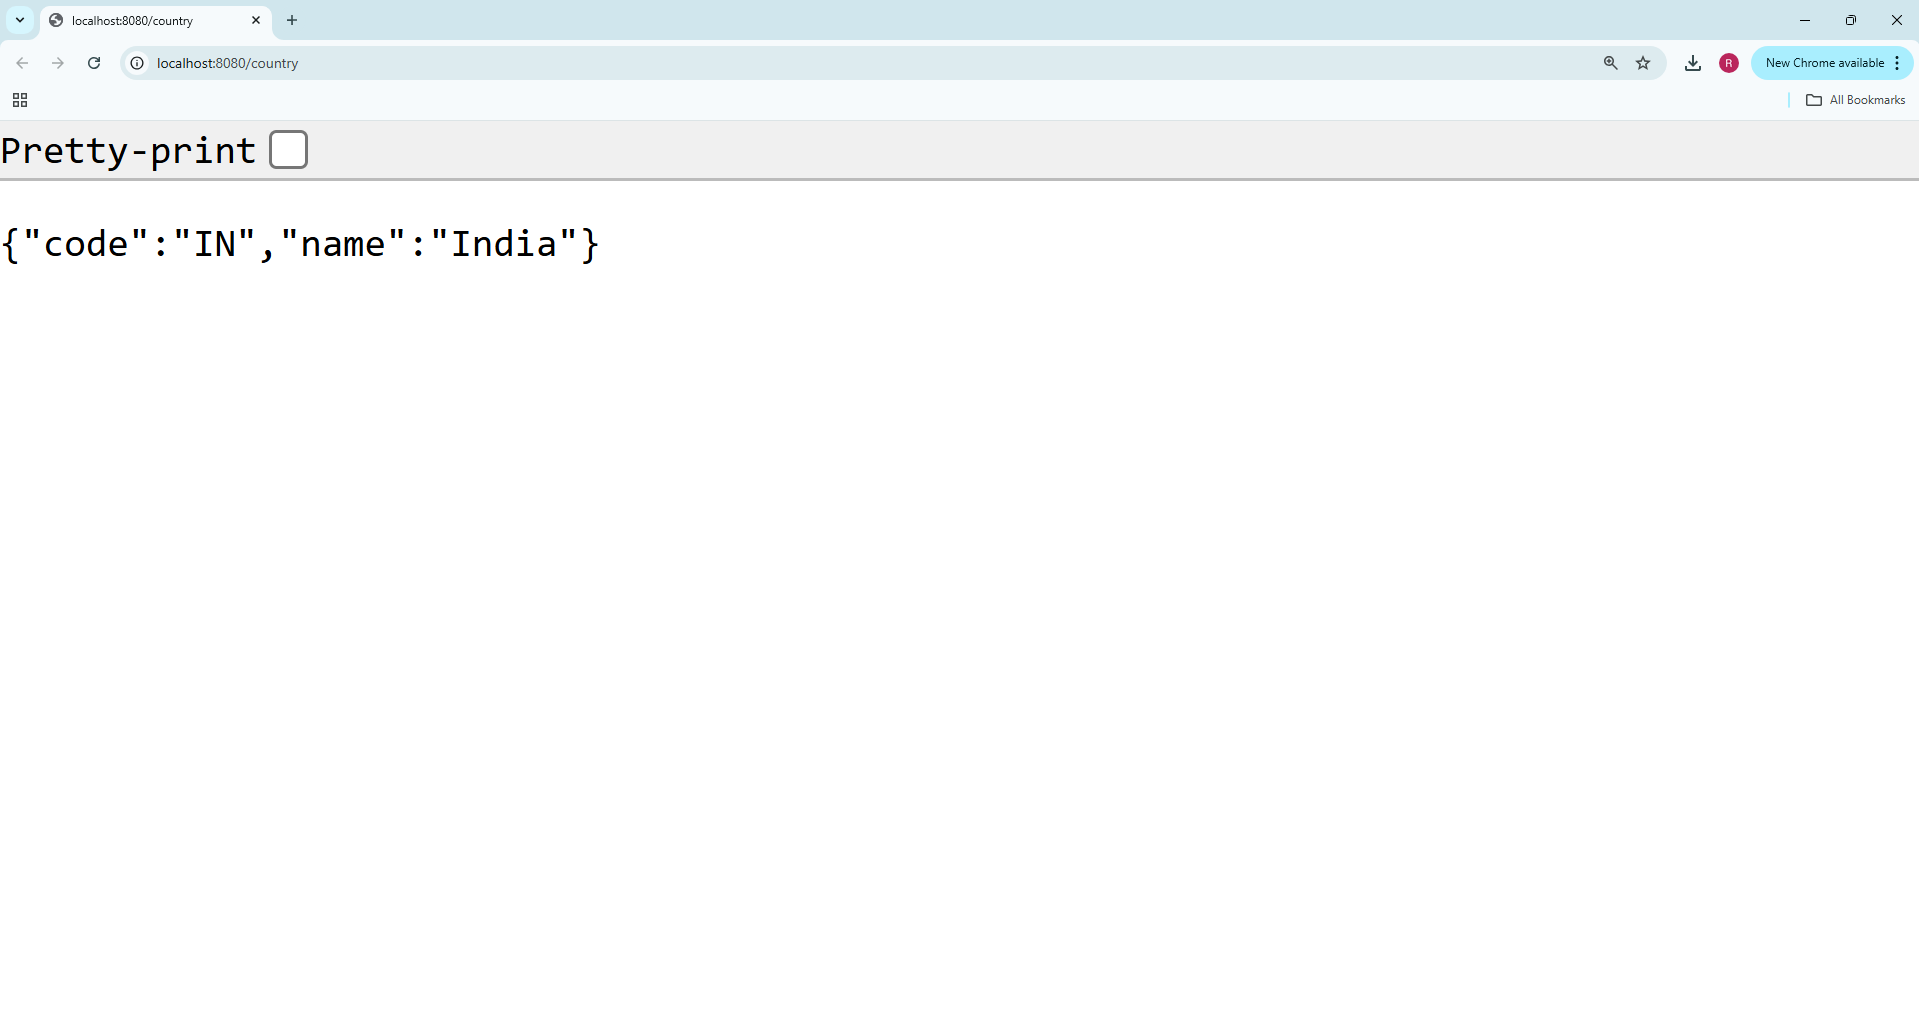 localhost:8080/country
localhost:8080/country
R
New Chrome available
All Bookmarks
Pretty-print
{"code":"IN","name":"India"}